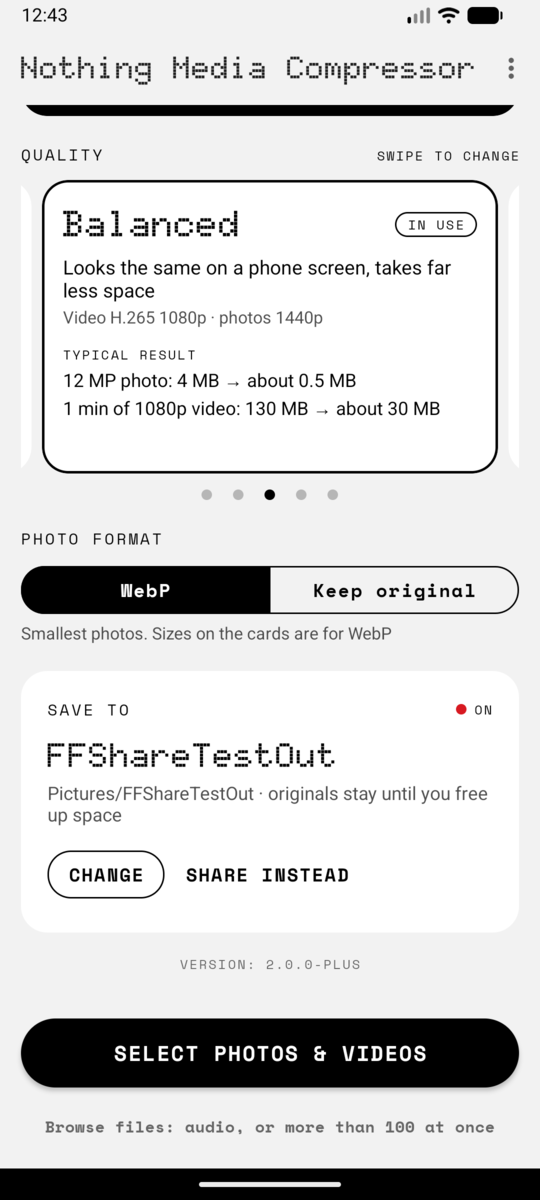 12:43
Nothing Media Compressor
QUALITY
SWIPE TO CHANGE
Balanced
IN USE
Looks the same on a phone screen, takes far
less space
Video H.265 1080p · photos 1440p
TYPICAL RESULT
12 MP photo: 4 MB → about 0.5 MB
1 min of 1080p video: 130 MB → about 30 MB
PHOTO FORMAT
WebP
Keep original
Smallest photos. Sizes on the cards are for WebP
SAVE TO
ON
FFShareTestOut
Pictures/FFShareTestOut · originals stay until you free
up space
CHANGE
SHARE INSTEAD
VERSION: 2.0.0-PLUS
SELECT PHOTOS & VIDEOS
Browse files: audio, or more than 100 at once